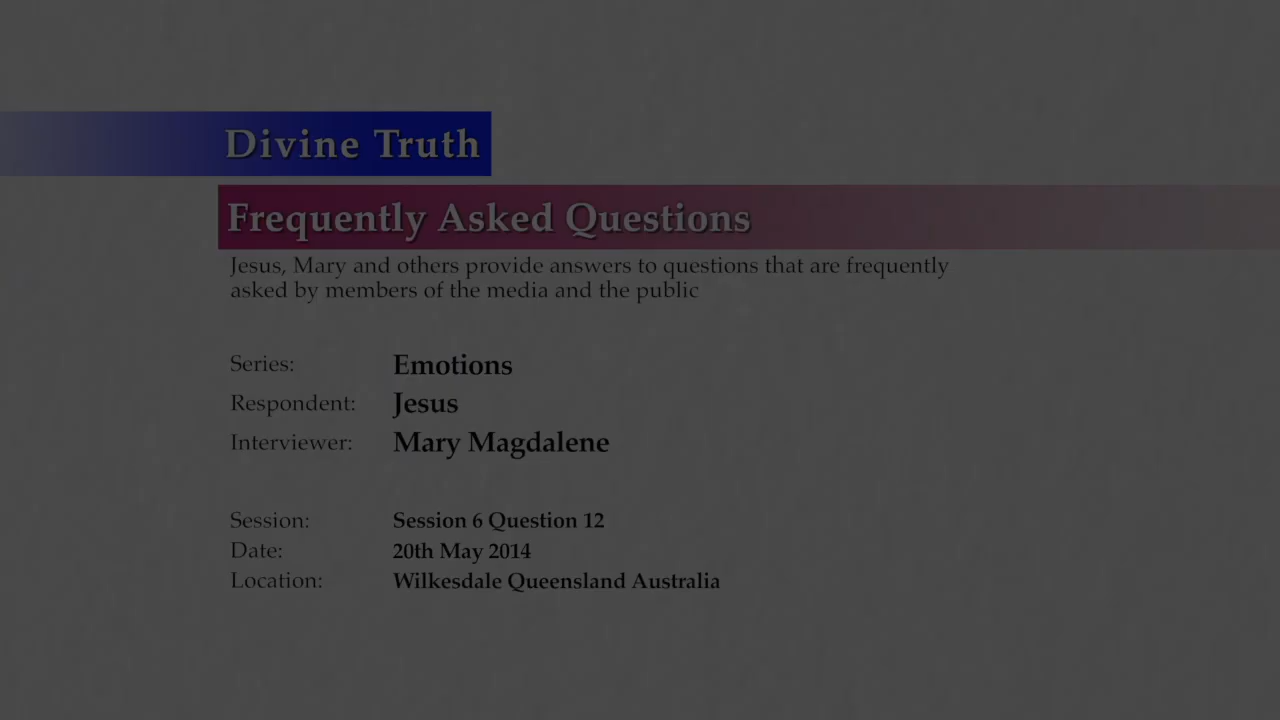 Divine Truth
Frequently Asked Questions
Jesus, Mary and others provide answers to questions that are frequently
asked by members of the media and the public
Series: Emotions
Respondent: Jesus
Interviewer: Mary Magdalene
Session: Session 6 Question 12
Date: 20th May 2014
Location: Wilkesdale Queensland Australia